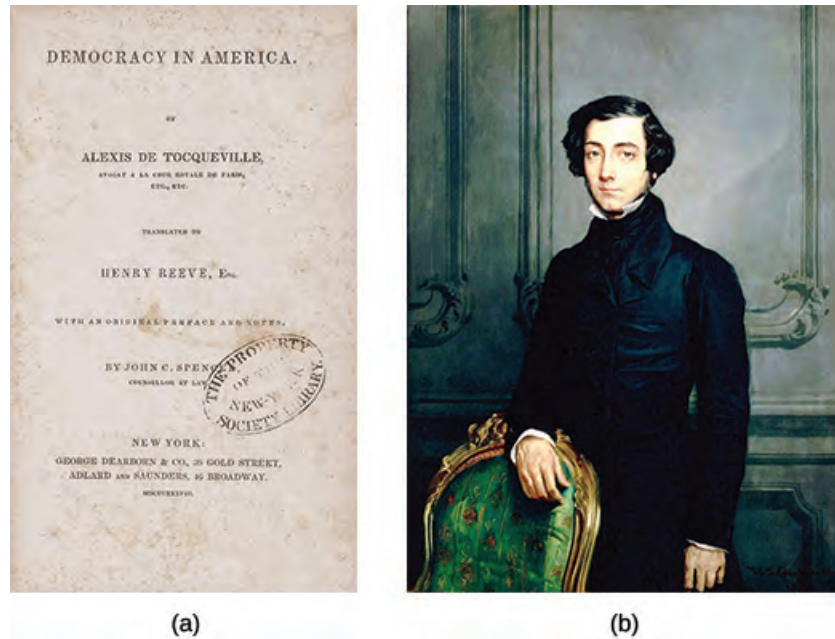 DEMOCRACY IN AMERICA.
BY
ALEXIS DE TOCQUEVILLE,
AVOCAT À LA COUR ROYALE DE PARIS,
ETC., ETC.
TRANSLATED BY
HENRY REEVE, Esq.
WITH AN ORIGINAL PREFACE AND NOTES,
BY JOHN C. SPENCER,
COUNSELLOR AT LAW
THE PROPERTY
OF THE
NEW-YORK
SOCIETY LIBRARY.
NEW YORK:
GEORGE DEARBORN & CO., GOLD STREET,
ADLARD AND SAUNDERS, 46 BROADWAY.
(a)
(b)